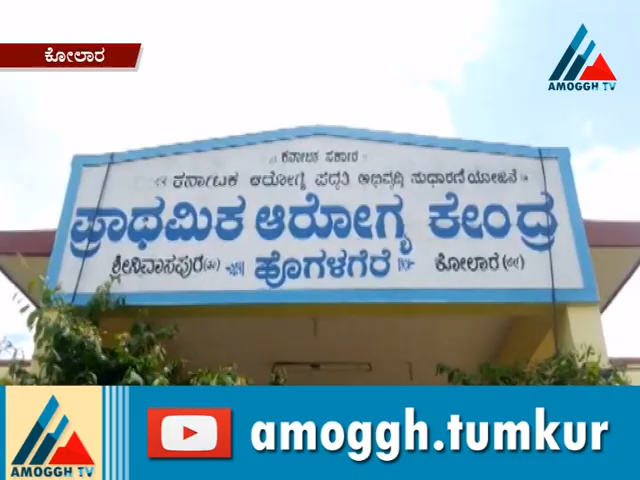 ಕೋಲಾರ
AMOGGH TV
ಕರ್ನಾಟಕ ಸರ್ಕಾರ
ಕರ್ನಾಟಕ ಆರೋಗ್ಯ ಪದ್ಧತಿ ಅಭಿವೃದ್ಧಿ ಸುಧಾರಣೆ ಯೋಜನೆ
ಪ್ರಾಥಮಿಕ ಆರೋಗ್ಯ ಕೇಂದ್ರ
ಶ್ರೀನಿವಾಸಪುರ(ತಾ) ಹೊಗಳಗೆರೆ ಕೋಲಾರ (ಜಿಲ್ಲೆ)
AMOGGH TV
amoggh.tumkur